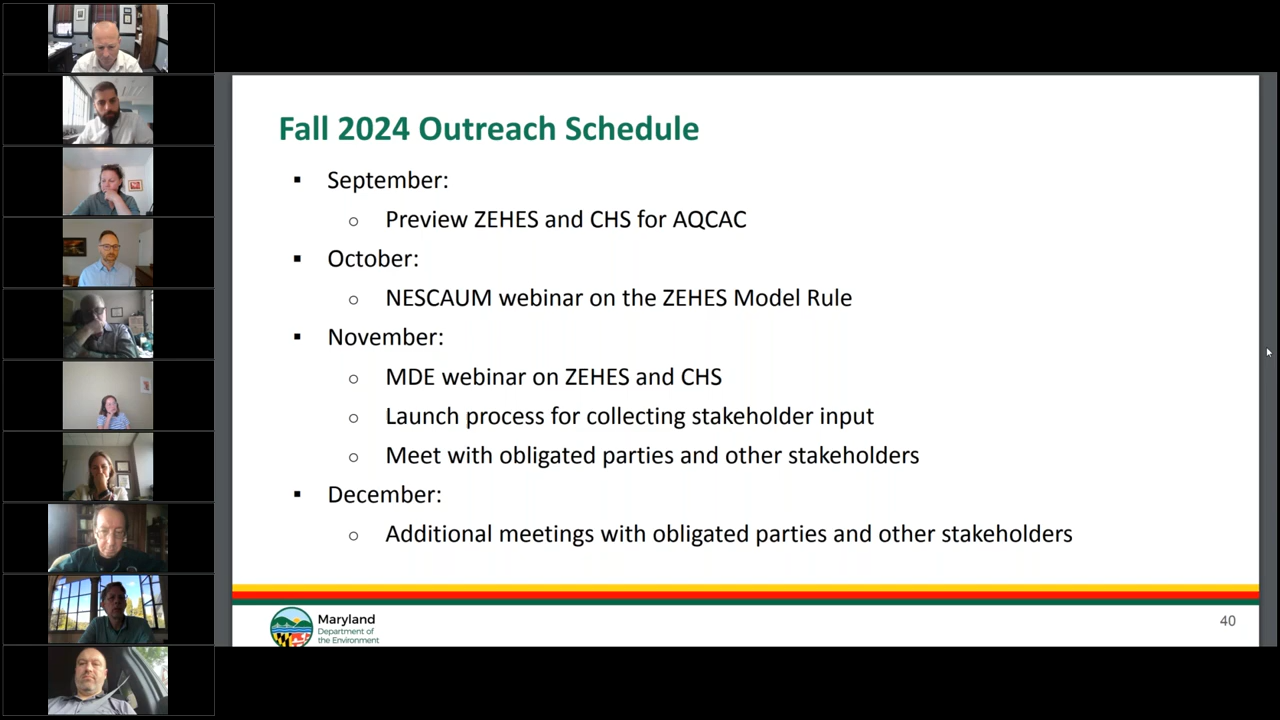 Fall 2024 Outreach Schedule
▪ September:
○ Preview ZEHES and CHS for AQCAC
▪ October:
○ NESCAUM webinar on the ZEHES Model Rule
▪ November:
○ MDE webinar on ZEHES and CHS
○ Launch process for collecting stakeholder input
○ Meet with obligated parties and other stakeholders
▪ December:
○ Additional meetings with obligated parties and other stakeholders
Maryland
Department of
the Environment
40